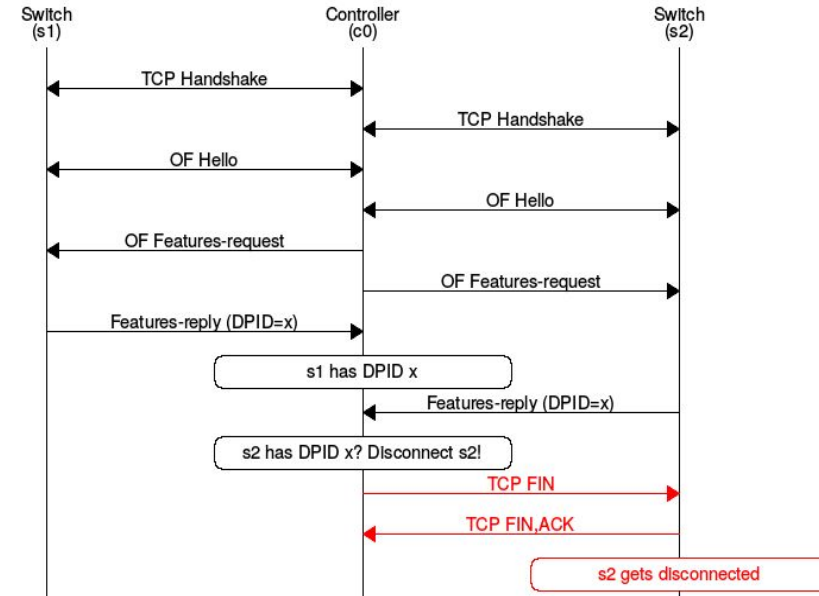 Switch
(s1)
Controller
(c0)
Switch
(s2)
TCP Handshake
TCP Handshake
OF Hello
OF Hello
OF Features-request
OF Features-request
Features-reply (DPID=x)
s1 has DPID x
Features-reply (DPID=x)
s2 has DPID x? Disconnect s2!
TCP FIN
TCP FIN,ACK
s2 gets disconnected